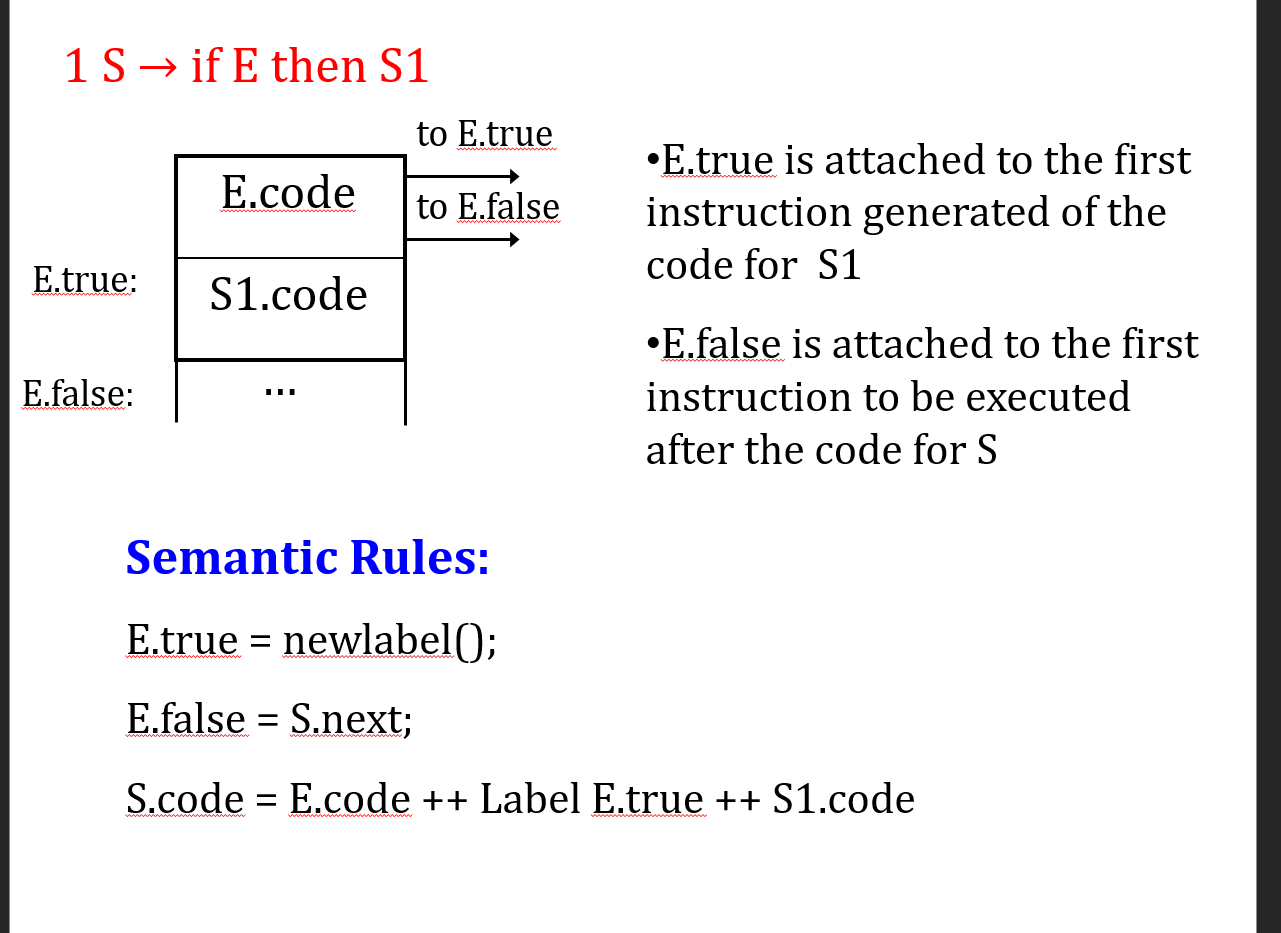 1 S → if E then S1
to E.true
E.code
to E.false
E.true:
S1.code
E.false:
...
•E.true is attached to the first
instruction generated of the
code for S1
•E.false is attached to the first
instruction to be executed
after the code for S
Semantic Rules:
E.true = newlabel();
E.false = S.next;
S.code = E.code ++ Label E.true ++ S1.code